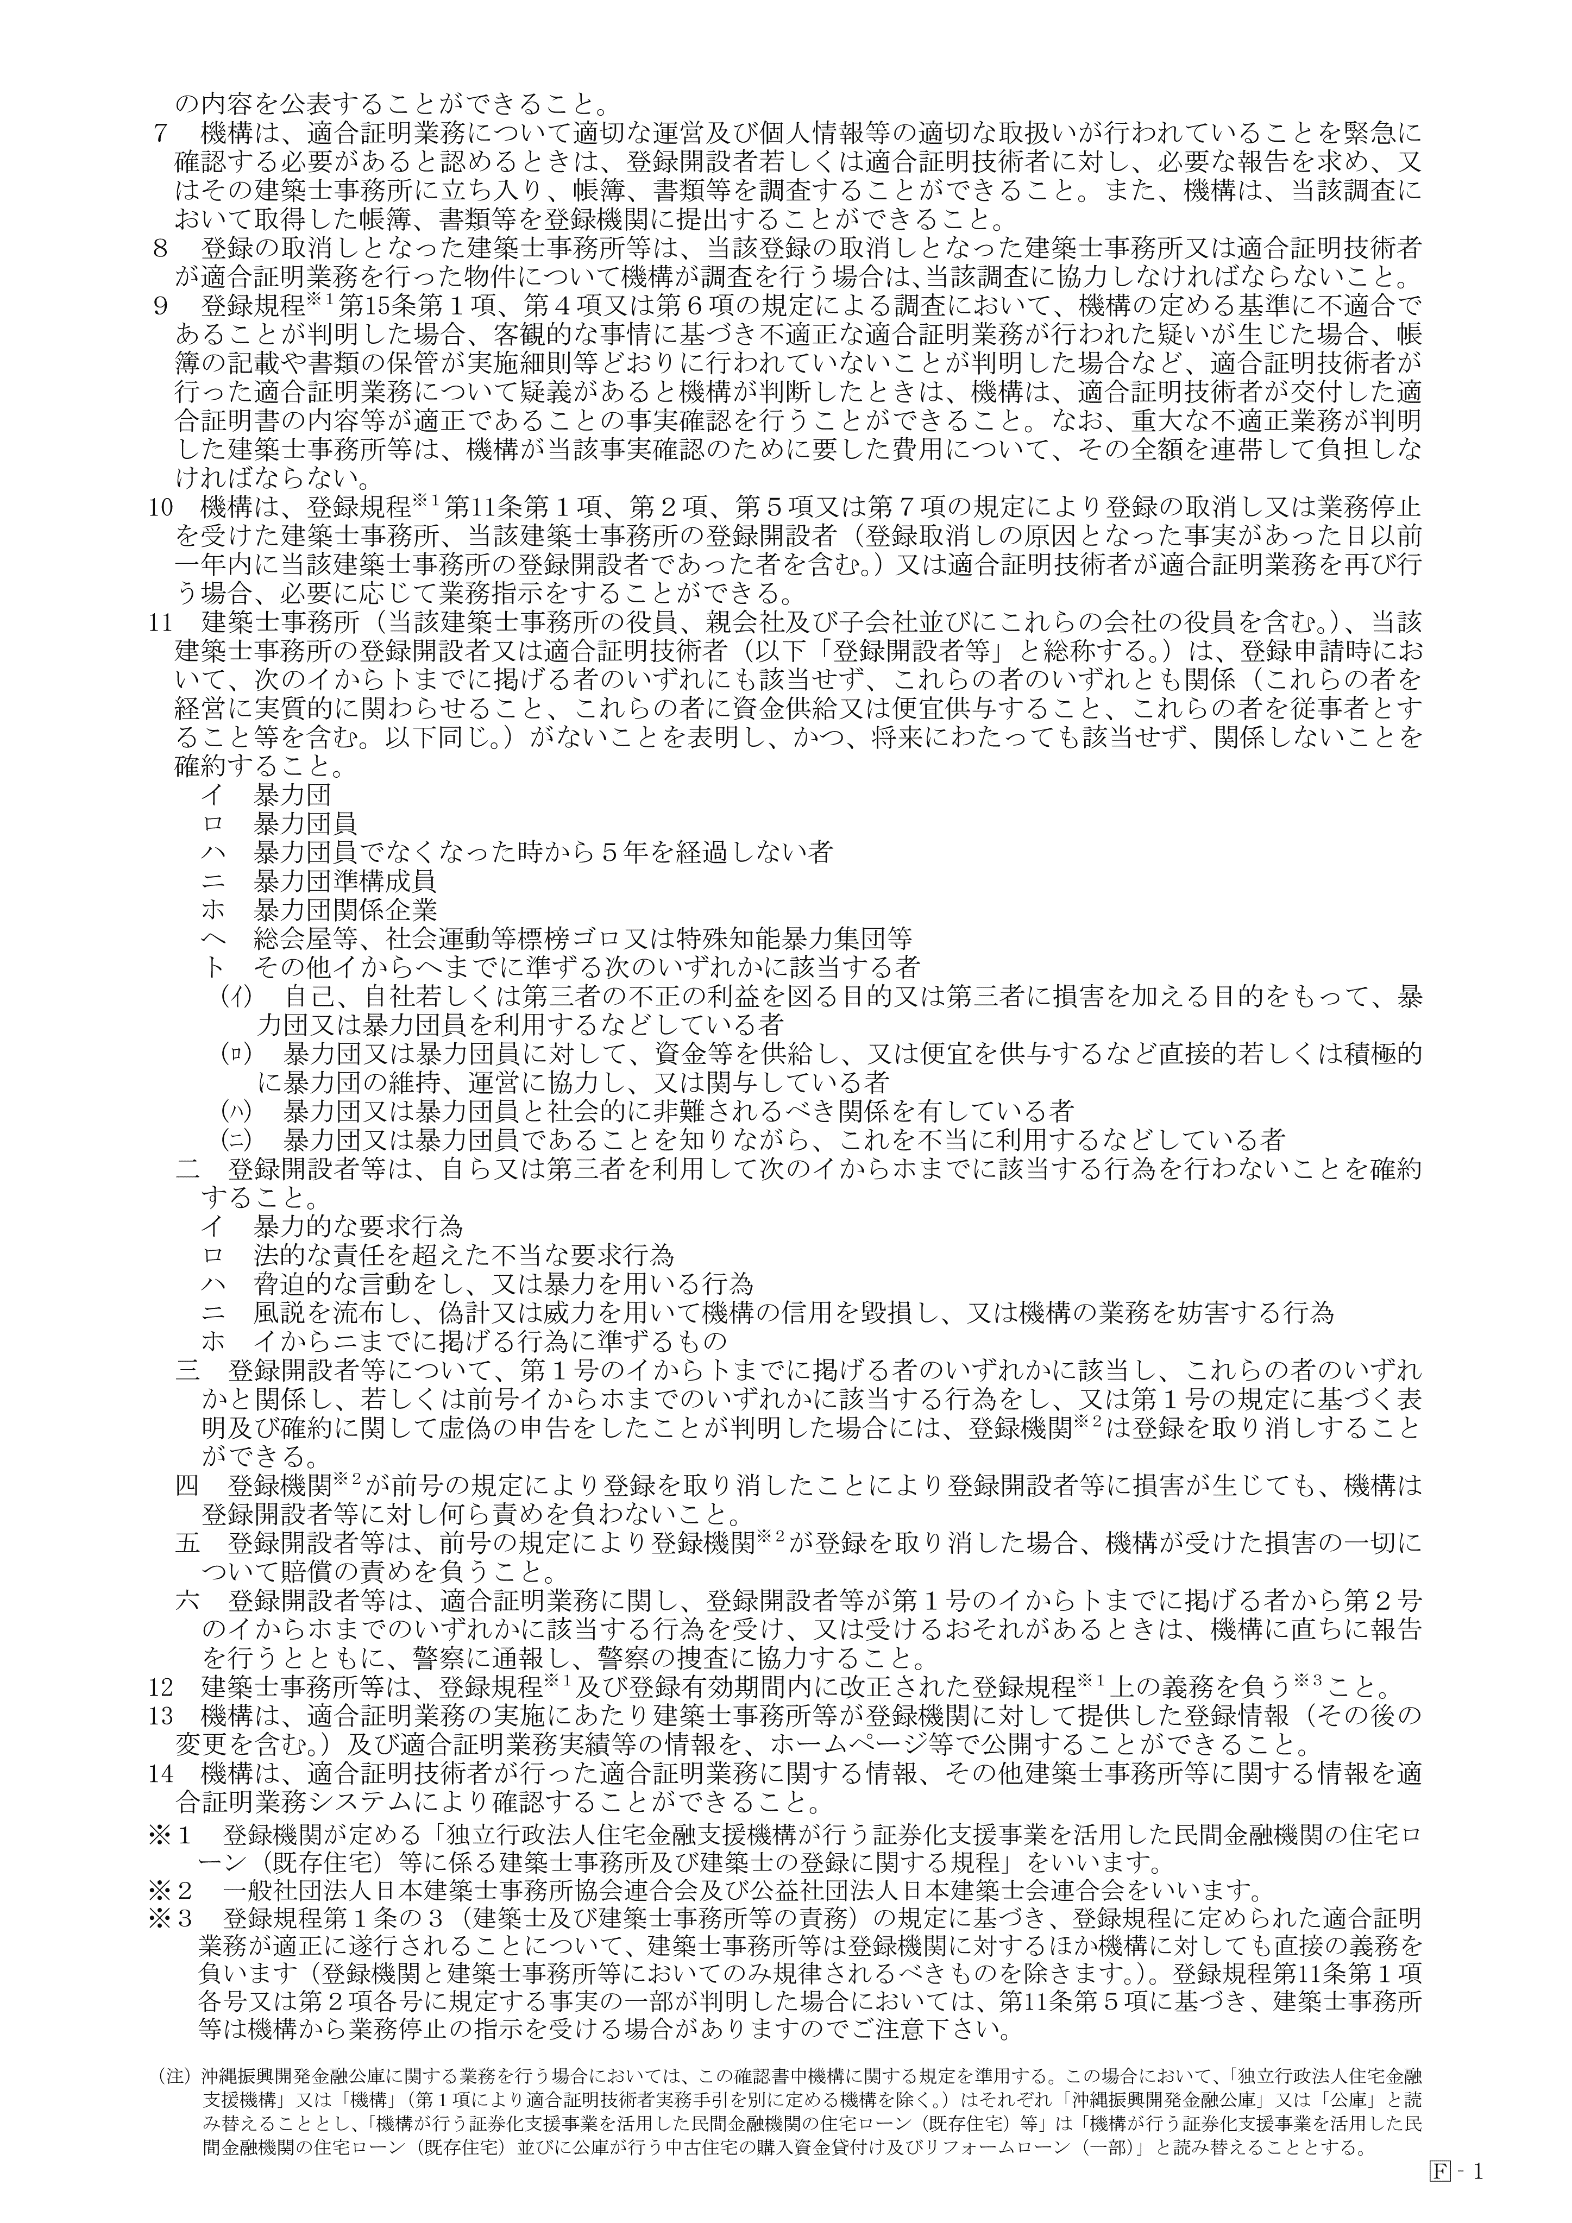 の内容を公表することができること。
７　機構は、適合証明業務について適切な運営及び個人情報等の適切な取扱いが行われていることを緊急に
確認する必要があると認めるときは、登録開設者若しくは適合証明技術者に対し、必要な報告を求め、又
はその建築士事務所に立ち入り、帳簿、書類等を調査することができること。また、機構は、当該調査に
おいて取得した帳簿、書類等を登録機関に提出することができること。
８　登録の取消しとなった建築士事務所等は、当該登録の取消しとなった建築士事務所又は適合証明技術者
が適合証明業務を行った物件について機構が調査を行う場合は、当該調査に協力しなければならないこと。
９　登録規程※１第15条第１項、第４項又は第６項の規定による調査において、機構の定める基準に不適合で
あることが判明した場合、客観的な事情に基づき不適正な適合証明業務が行われた疑いが生じた場合、帳
簿の記載や書類の保管が実施細則等どおりに行われていないことが判明した場合など、適合証明技術者が
行った適合証明業務について疑義があると機構が判断したときは、機構は、適合証明技術者が交付した適
合証明書の内容等が適正であることの事実確認を行うことができること。なお、重大な不適正業務が判明
した建築士事務所等は、機構が当該事実確認のために要した費用について、その全額を連帯して負担しな
ければならない。
10　機構は、登録規程※１第11条第１項、第２項、第５項又は第７項の規定により登録の取消し又は業務停止
を受けた建築士事務所、当該建築士事務所の登録開設者（登録取消しの原因となった事実があった日以前
一年内に当該建築士事務所の登録開設者であった者を含む。）又は適合証明技術者が適合証明業務を再び行
う場合、必要に応じて業務指示をすることができる。
11　建築士事務所（当該建築士事務所の役員、親会社及び子会社並びにこれらの会社の役員を含む。）、当該
建築士事務所の登録開設者又は適合証明技術者（以下「登録開設者等」と総称する。）は、登録申請時にお
いて、次のイからトまでに掲げる者のいずれにも該当せず、これらの者のいずれとも関係（これらの者を
経営に実質的に関わらせること、これらの者に資金供給又は便宜供与すること、これらの者を従事者とす
ること等を含む。以下同じ。）がないことを表明し、かつ、将来にわたっても該当せず、関係しないことを
確約すること。
イ　暴力団
ロ　暴力団員
ハ　暴力団員でなくなった時から５年を経過しない者
ニ　暴力団準構成員
ホ　暴力団関係企業
ヘ　総会屋等、社会運動等標榜ゴロ又は特殊知能暴力集団等
ト　その他イからヘまでに準ずる次のいずれかに該当する者
(ｲ)　自己、自社若しくは第三者の不正の利益を図る目的又は第三者に損害を加える目的をもって、暴
力団又は暴力団員を利用するなどしている者
(ﾛ)　暴力団又は暴力団員に対して、資金等を供給し、又は便宜を供与するなど直接的若しくは積極的
に暴力団の維持、運営に協力し、又は関与している者
(ﾊ)　暴力団又は暴力団員と社会的に非難されるべき関係を有している者
(ﾆ)　暴力団又は暴力団員であることを知りながら、これを不当に利用するなどしている者
二　登録開設者等は、自ら又は第三者を利用して次のイからホまでに該当する行為を行わないことを確約
すること。
イ　暴力的な要求行為
ロ　法的な責任を超えた不当な要求行為
ハ　脅迫的な言動をし、又は暴力を用いる行為
ニ　風説を流布し、偽計又は威力を用いて機構の信用を毀損し、又は機構の業務を妨害する行為
ホ　イからニまでに掲げる行為に準ずるもの
三　登録開設者等について、第１号のイからトまでに掲げる者のいずれかに該当し、これらの者のいずれ
かと関係し、若しくは前号イからホまでのいずれかに該当する行為をし、又は第１号の規定に基づく表
明及び確約に関して虚偽の申告をしたことが判明した場合には、登録機関※２は登録を取り消しすること
ができる。
四　登録機関※２が前号の規定により登録を取り消したことにより登録開設者等に損害が生じても、機構は
登録開設者等に対し何ら責めを負わないこと。
五　登録開設者等は、前号の規定により登録機関※２が登録を取り消した場合、機構が受けた損害の一切に
ついて賠償の責めを負うこと。
六　登録開設者等は、適合証明業務に関し、登録開設者等が第１号のイからトまでに掲げる者から第２号
のイからホまでのいずれかに該当する行為を受け、又は受けるおそれがあるときは、機構に直ちに報告
を行うとともに、警察に通報し、警察の捜査に協力すること。
12　建築士事務所等は、登録規程※１及び登録有効期間内に改正された登録規程※１上の義務を負う※３こと。
13　機構は、適合証明業務の実施にあたり建築士事務所等が登録機関に対して提供した登録情報（その後の
変更を含む。）及び適合証明業務実績等の情報を、ホームページ等で公開することができること。
14　機構は、適合証明技術者が行った適合証明業務に関する情報、その他建築士事務所等に関する情報を適
合証明業務システムにより確認することができること。
※１　登録機関が定める「独立行政法人住宅金融支援機構が行う証券化支援事業を活用した民間金融機関の住宅ロ
ーン（既存住宅）等に係る建築士事務所及び建築士の登録に関する規程」をいいます。
※２　一般社団法人日本建築士事務所協会連合会及び公益社団法人日本建築士会連合会をいいます。
※３　登録規程第１条の３（建築士及び建築士事務所等の責務）の規定に基づき、登録規程に定められた適合証明
業務が適正に遂行されることについて、建築士事務所等は登録機関に対するほか機構に対しても直接の義務を
負います（登録機関と建築士事務所等においてのみ規律されるべきものを除きます。）。登録規程第11条第１項
各号又は第２項各号に規定する事実の一部が判明した場合においては、第11条第５項に基づき、建築士事務所
等は機構から業務停止の指示を受ける場合がありますのでご注意下さい。
（注）沖縄振興開発金融公庫に関する業務を行う場合においては、この確認書中機構に関する規定を準用する。この場合において、「独立行政法人住宅金融
支援機構」又は「機構」（第１項により適合証明技術者実務手引を別に定める機構を除く。）はそれぞれ「沖縄振興開発金融公庫」又は「公庫」と読
み替えることとし、「機構が行う証券化支援事業を活用した民間金融機関の住宅ローン（既存住宅）等」は「機構が行う証券化支援事業を活用した民
間金融機関の住宅ローン（既存住宅）並びに公庫が行う中古住宅の購入資金貸付け及びリフォームローン（一部）」と読み替えることとする。
F - 1